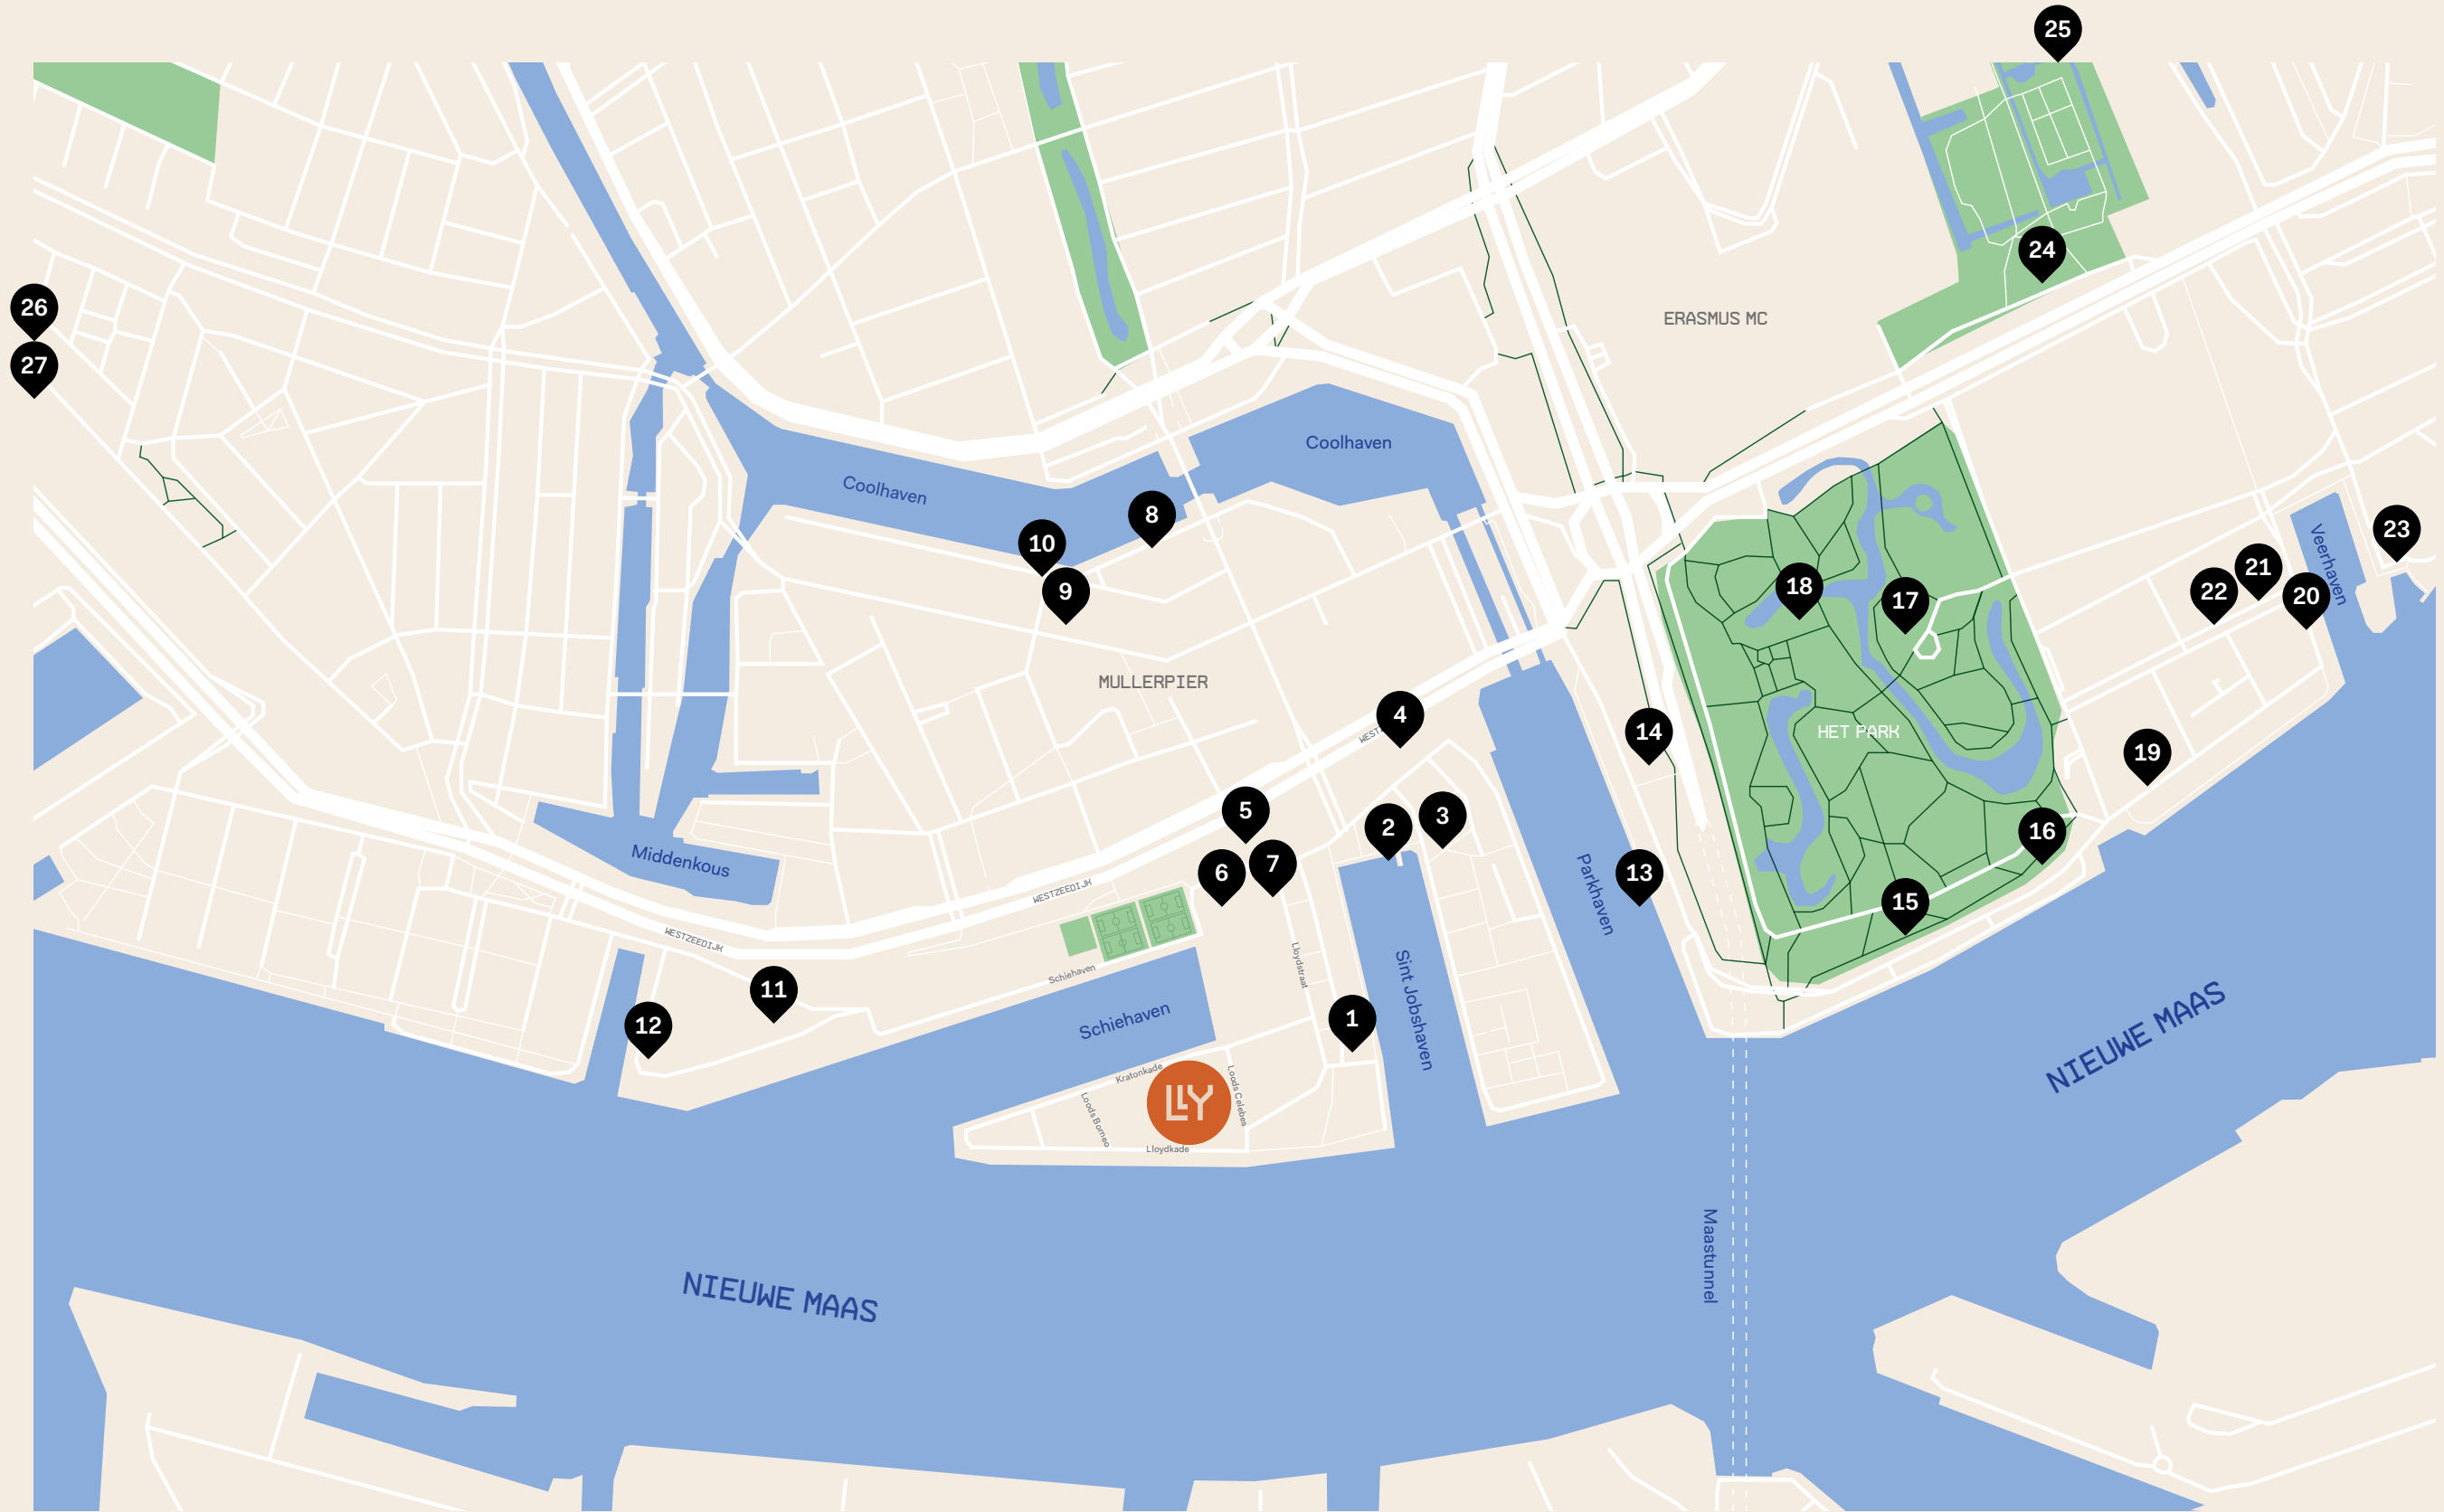 25
24
26
ERASMUS MC
27
Coolhaven
Coolhaven
8
23
10
Veerhaven
21
18
9
22
20
17
MULLERPIER
4
WESTZ
14
HET PARK
19
5
3
2
16
Middenkous
7
6
13
Parkhaven
WESTZEEDIJK
15
WESTZEEDIJK
Lloydstraat
Schiehaven
11
Sint Jobshaven
1
Schiehaven
12
NIEUWE MAAS
Kratonkade
Loods Celebes
LLY
Loods Borneo
Lloydkade
Maastunnel
NIEUWE MAAS